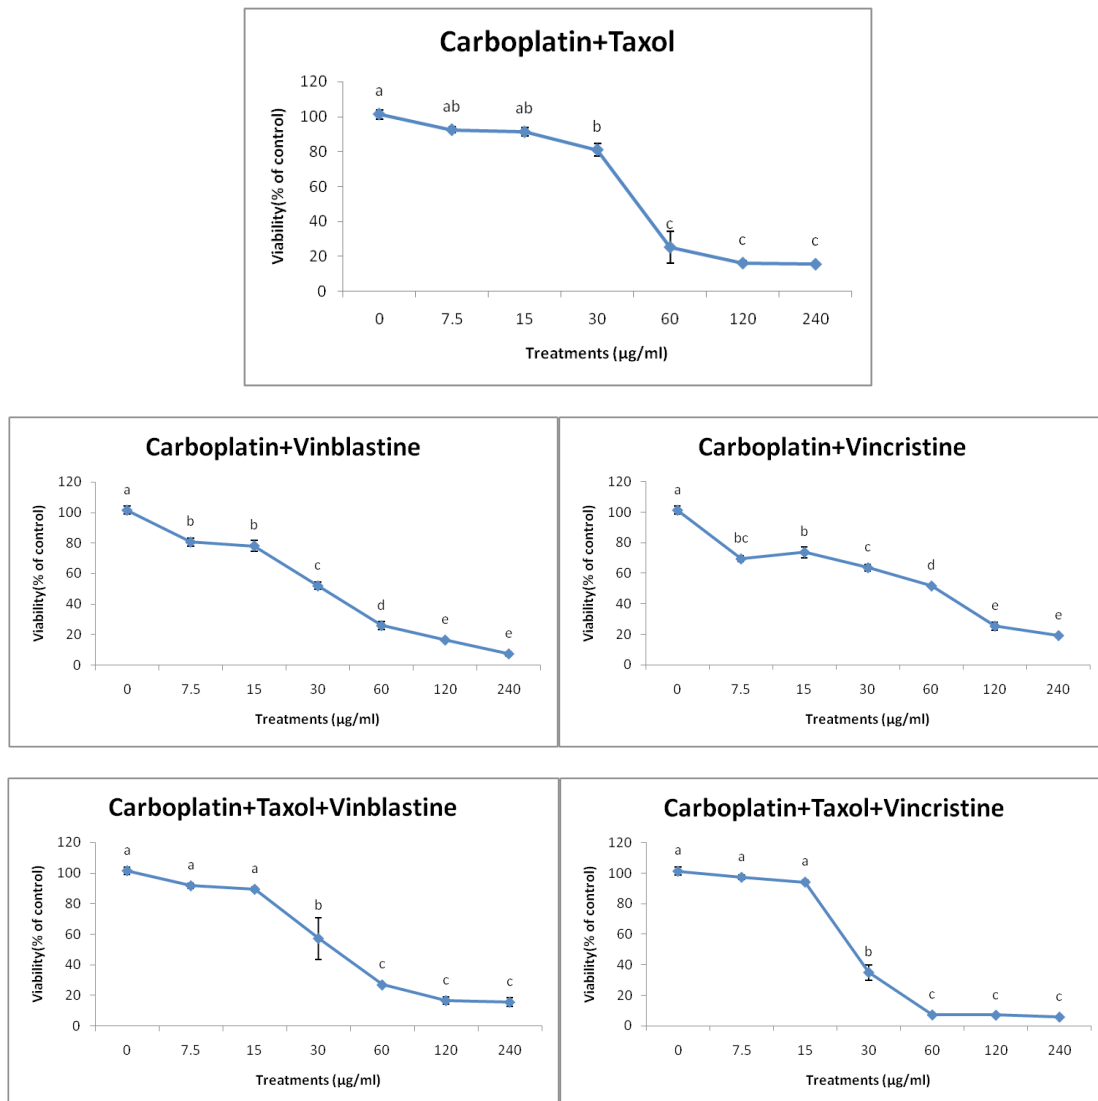 Carboplatin+Taxol
Viability(% of control)
120
100
80
60
40
20
0
a
ab
ab
b
c
c
c
0 7.5 15 30 60 120 240
Treatments (µg/ml)
Carboplatin+Vinblastine
Viability(% of control)
120
100
80
60
40
20
0
a
b
b
c
d
e
e
0 7.5 15 30 60 120 240
Treatments (µg/ml)
Carboplatin+Vincristine
Viability(% of control)
120
100
80
60
40
20
0
a
bc
b
c
d
e
e
0 7.5 15 30 60 120 240
Treatments (µg/ml)
Carboplatin+Taxol+Vinblastine
Viability(% of control)
120
100
80
60
40
20
0
a
a
a
b
c
c
c
0 7.5 15 30 60 120 240
Treatments (µg/ml)
Carboplatin+Taxol+Vincristine
Viability(% of control)
120
100
80
60
40
20
0
a
a
a
b
c
c
c
0 7.5 15 30 60 120 240
Treatments (µg/ml)